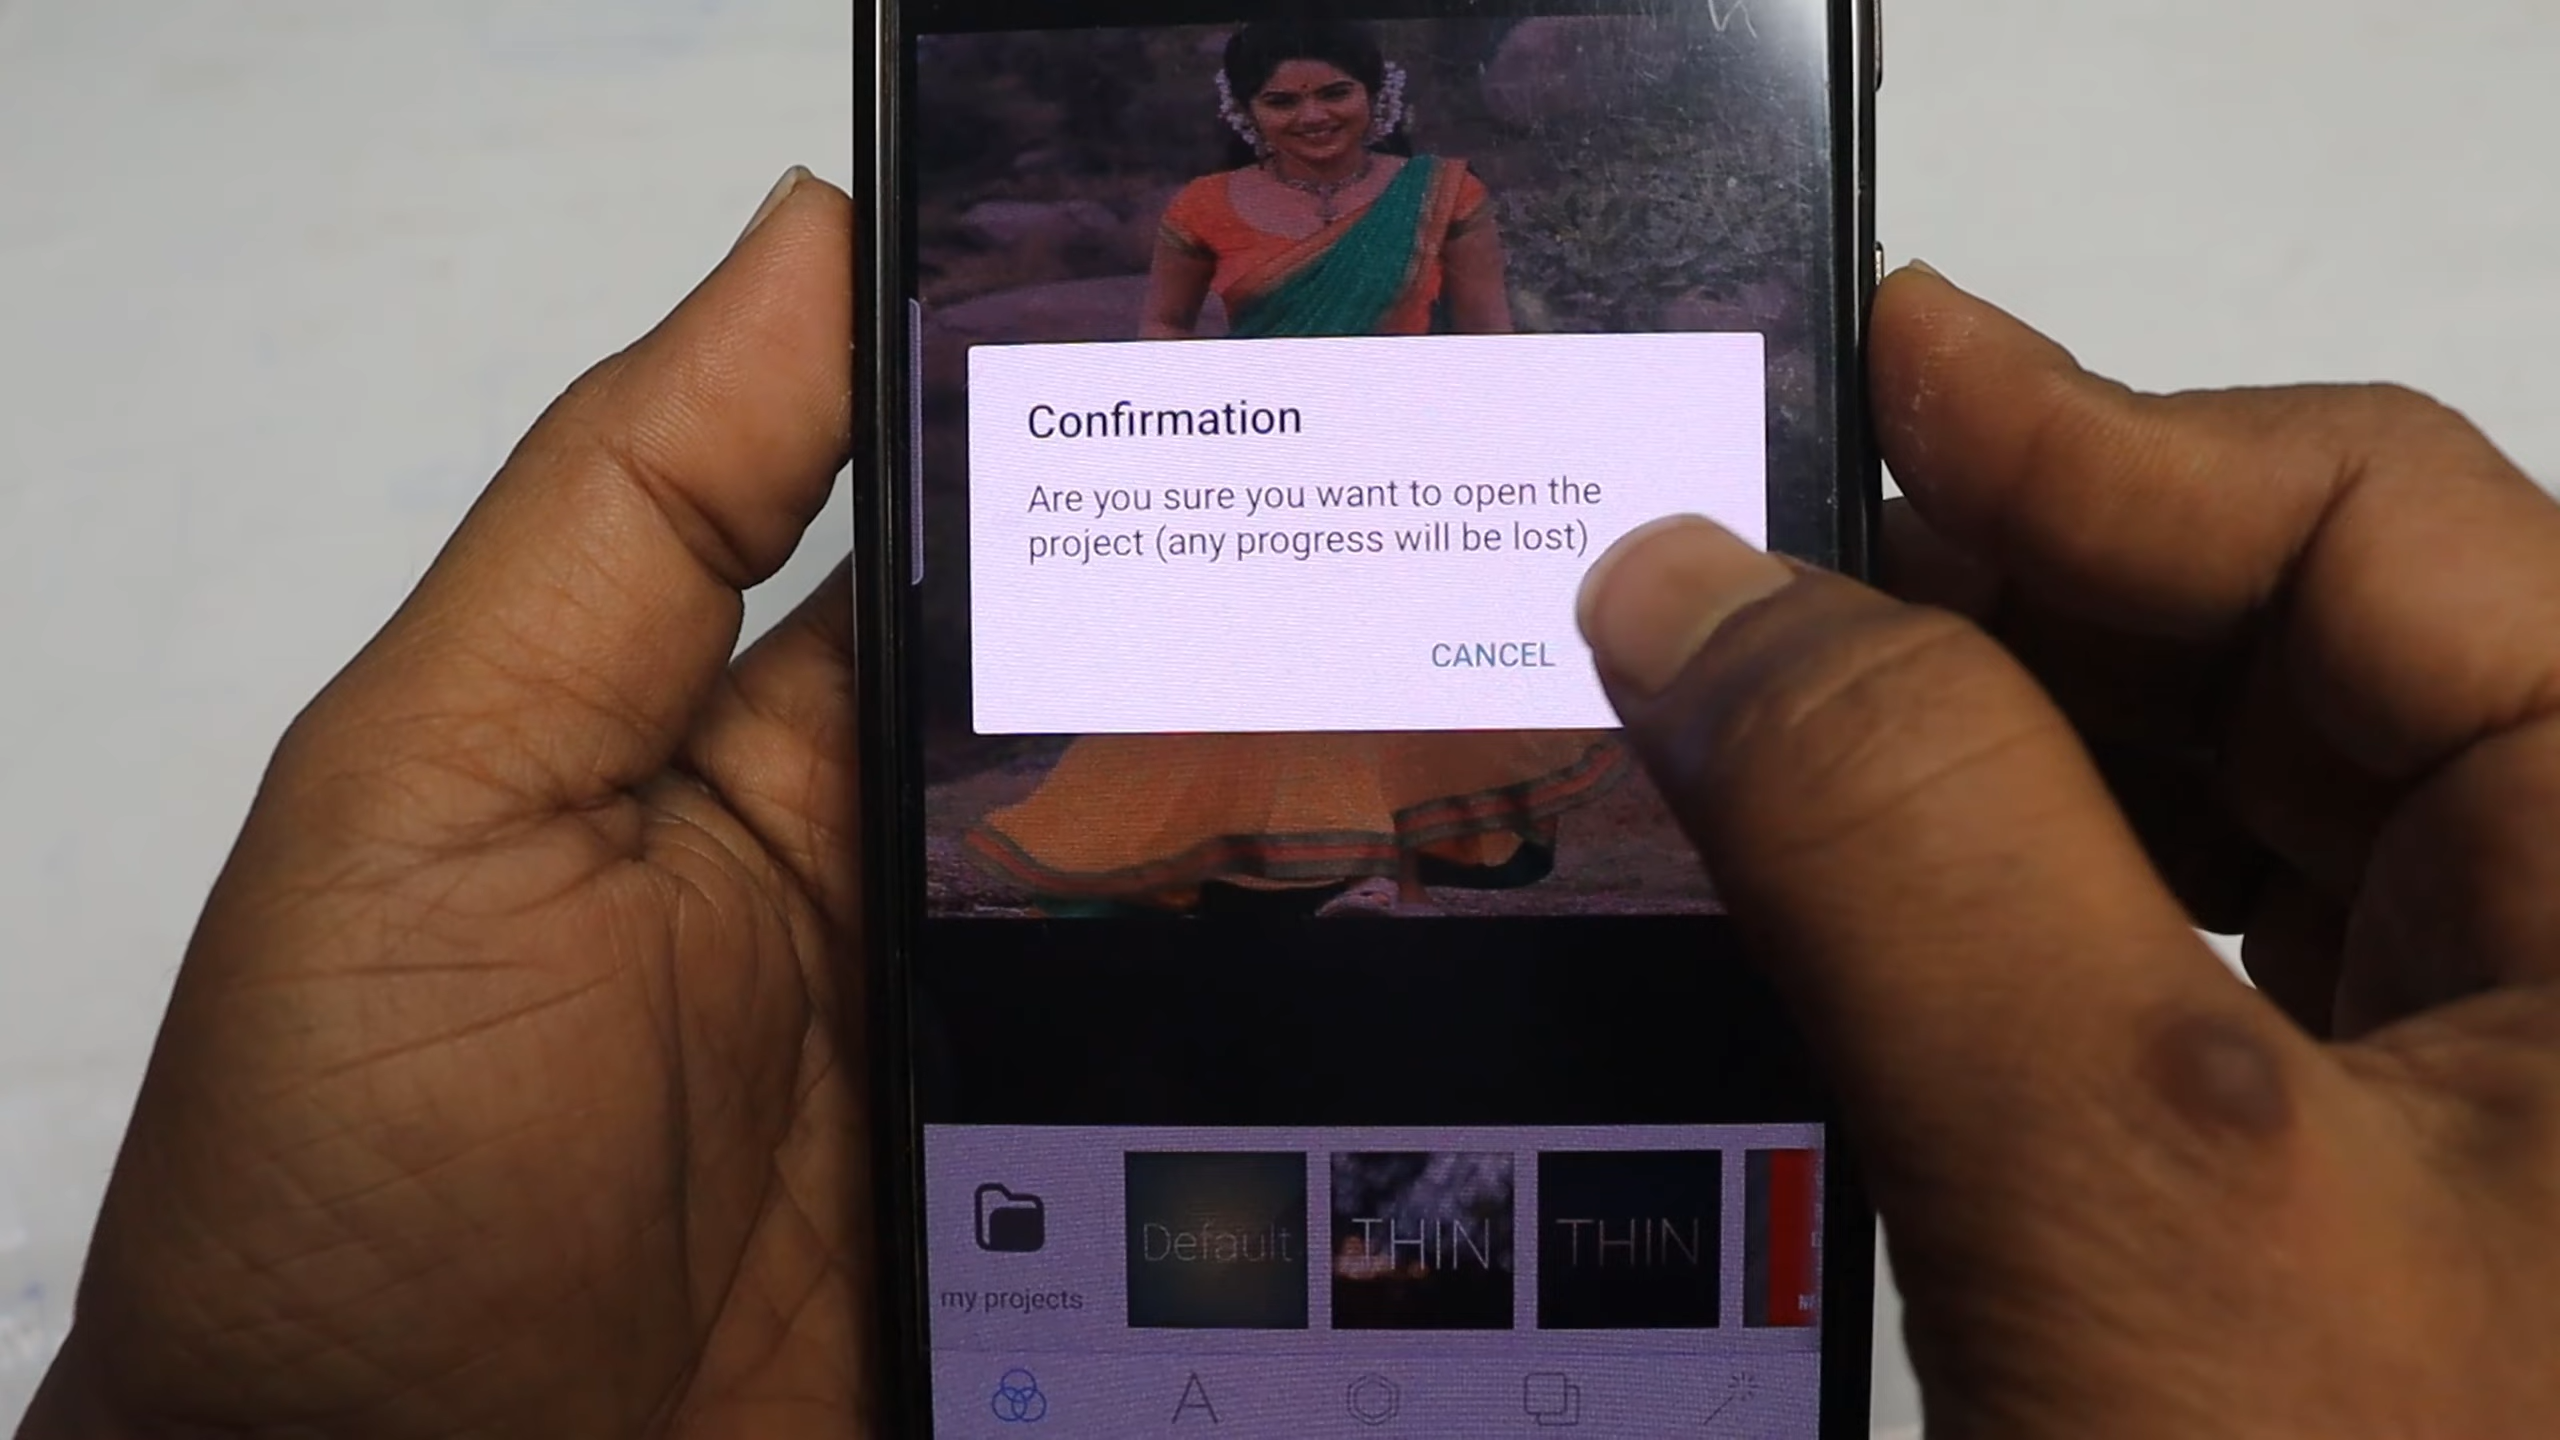 Confirmation
Are you sure you want to open the
project (any progress will be lost)
CANCEL
my projects
Default
THIN
THIN
A